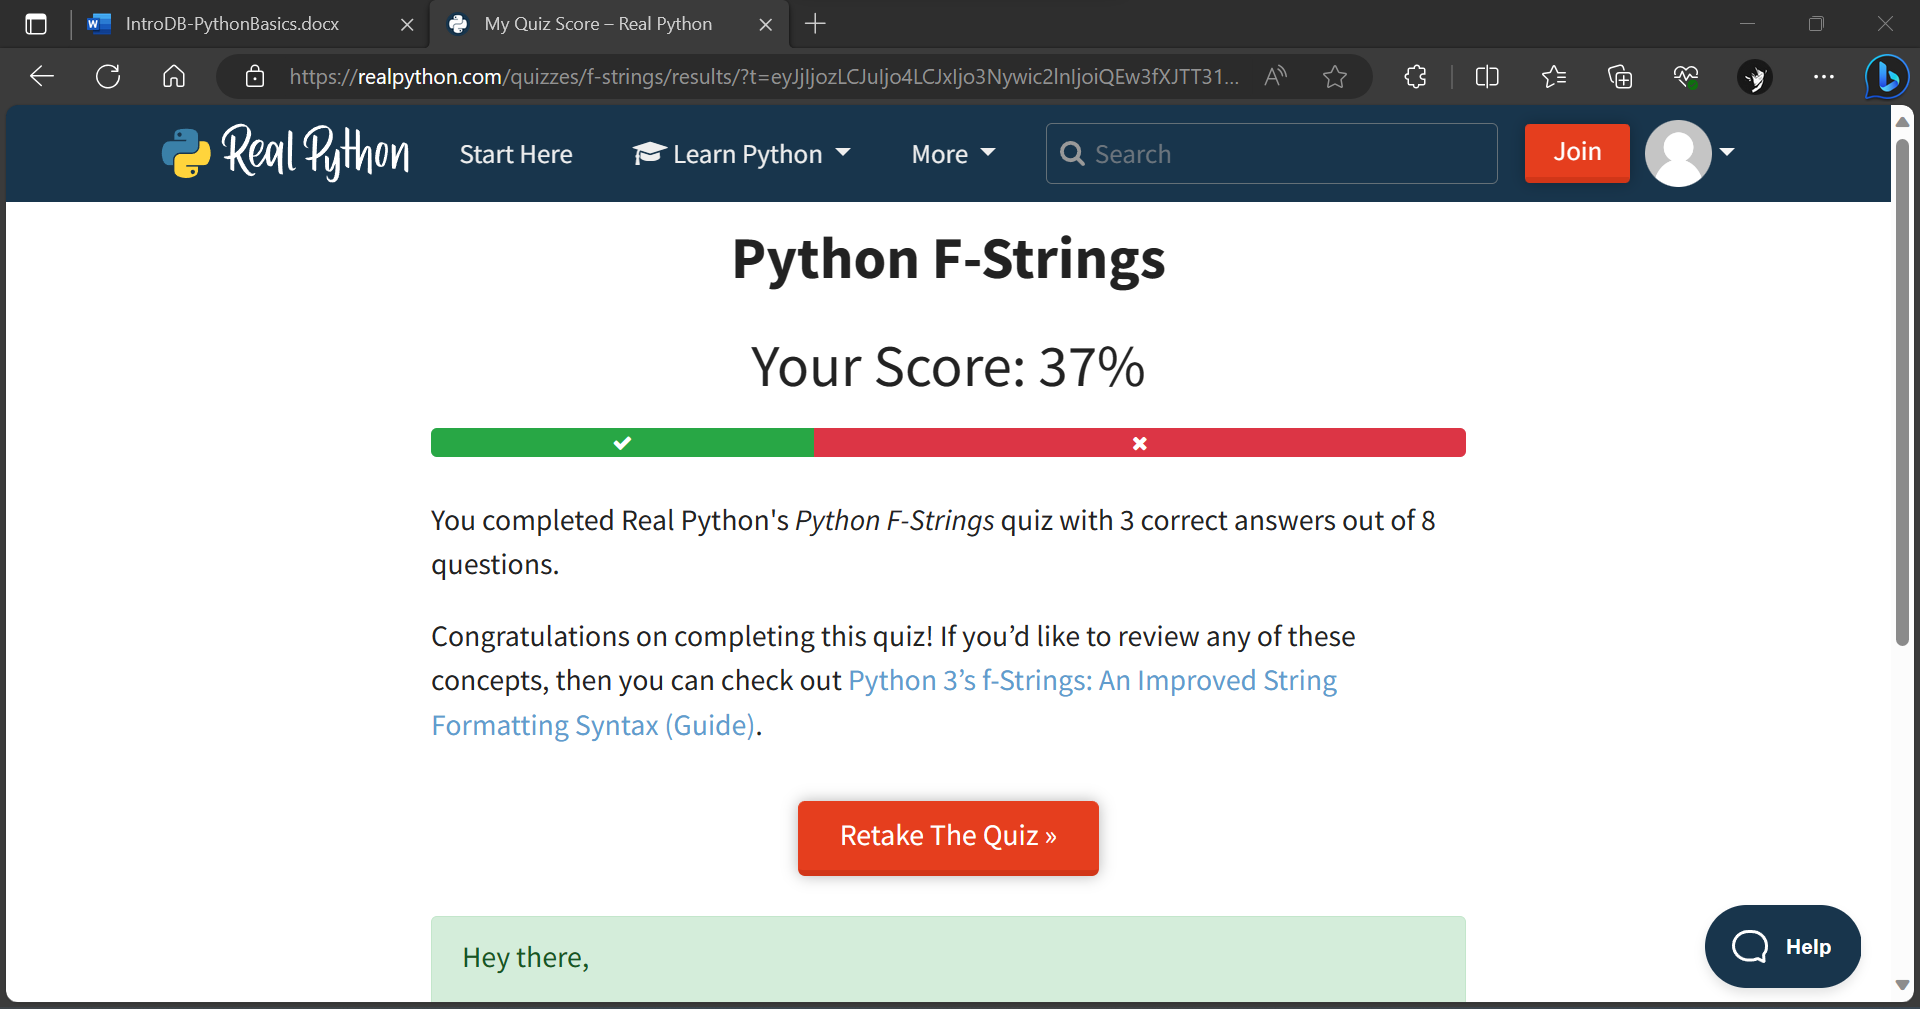 IntroDB-PythonBasics.docx
My Quiz Score – Real Python
https://realpython.com/quizzes/f-strings/results/?t=eyJjIjozLCJuIjo4LCJxIjo3Nywic2lnIjoiQEw3fXJTT31...
Real Python
Start Here
Learn Python
More
Search
Join
Python F-Strings
Your Score: 37%
You completed Real Python's Python F-Strings quiz with 3 correct answers out of 8
questions.
Congratulations on completing this quiz! If you’d like to review any of these
concepts, then you can check out Python 3’s f-Strings: An Improved String
Formatting Syntax (Guide).
Retake The Quiz »
Hey there,
Help